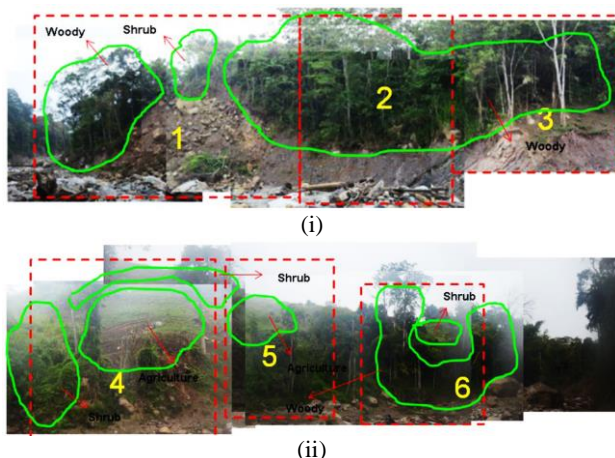 Woody
Shrub
1
2
3
Woody
(i)
Shrub
4
Agriculture
Shrub
5
Agriculture
Woody
Shrub
6
(ii)